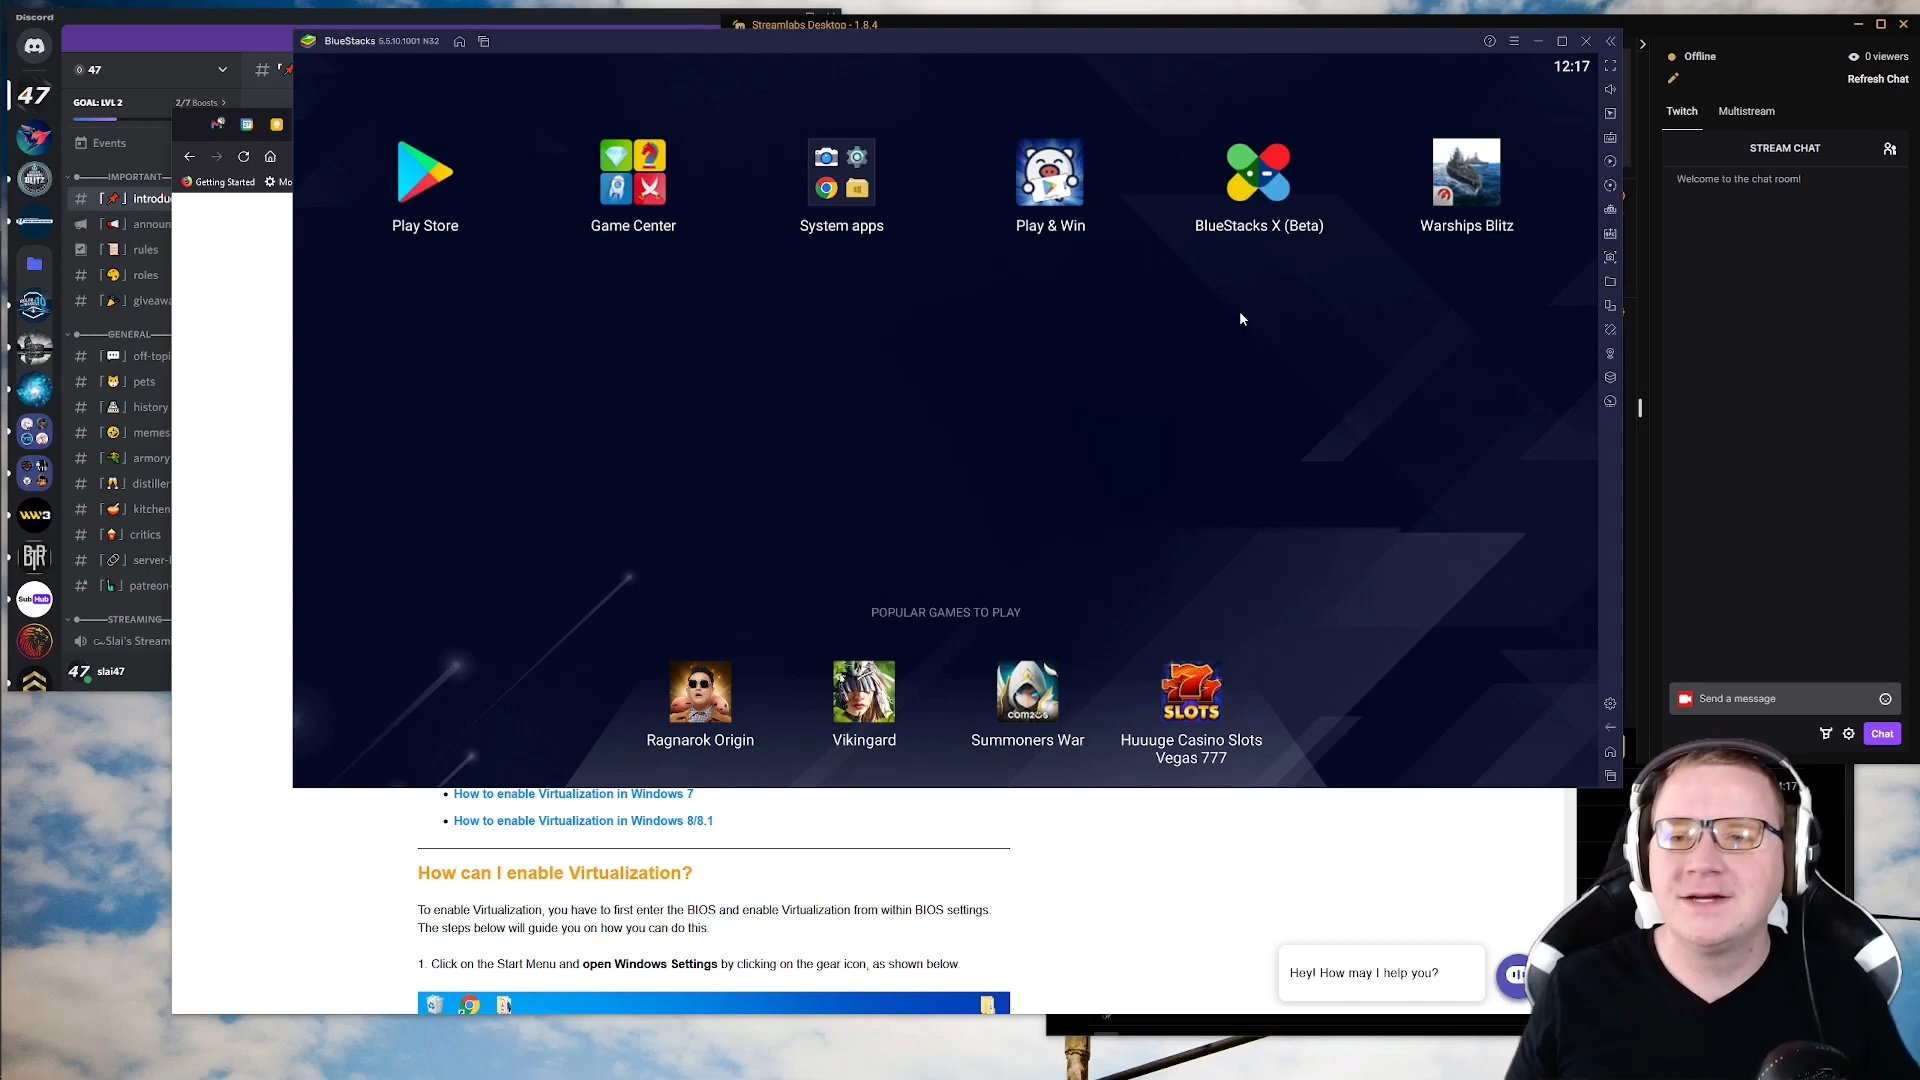 Discord
Streamlabs Desktop - 1.8.4
BlueStacks 5.5.10.1001 N32
12:17
Play Store
Game Center
System apps
Play & Win
BlueStacks X (Beta)
Warships Blitz
POPULAR GAMES TO PLAY
com2us
SLOTS
Ragnarok Origin
Vikingard
Summoners War
Huuuge Casino Slots
Vegas 777
47
47
GOAL: LVL 2
2/7 Boosts
Events
IMPORTANT
introdu
announ
rules
roles
giveawa
GENERAL
off-topi
pets
history
memes
armory
distiller
kitchen
critics
server-
patreon-
STREAMING
Slai's Stream
47 slai47
WW3
BTR
SubHub
Getting Started
Mo
How to enable Virtualization in Windows 7
How to enable Virtualization in Windows 8/8.1
How can I enable Virtualization?
To enable Virtualization, you have to first enter the BIOS and enable Virtualization from within BIOS settings.
The steps below will guide you on how you can do this.
1. Click on the Start Menu and open Windows Settings by clicking on the gear icon, as shown below.
Hey! How may I help you?
Offline
0 viewers
Refresh Chat
Twitch
Multistream
STREAM CHAT
Welcome to the chat room!
Send a message
Chat